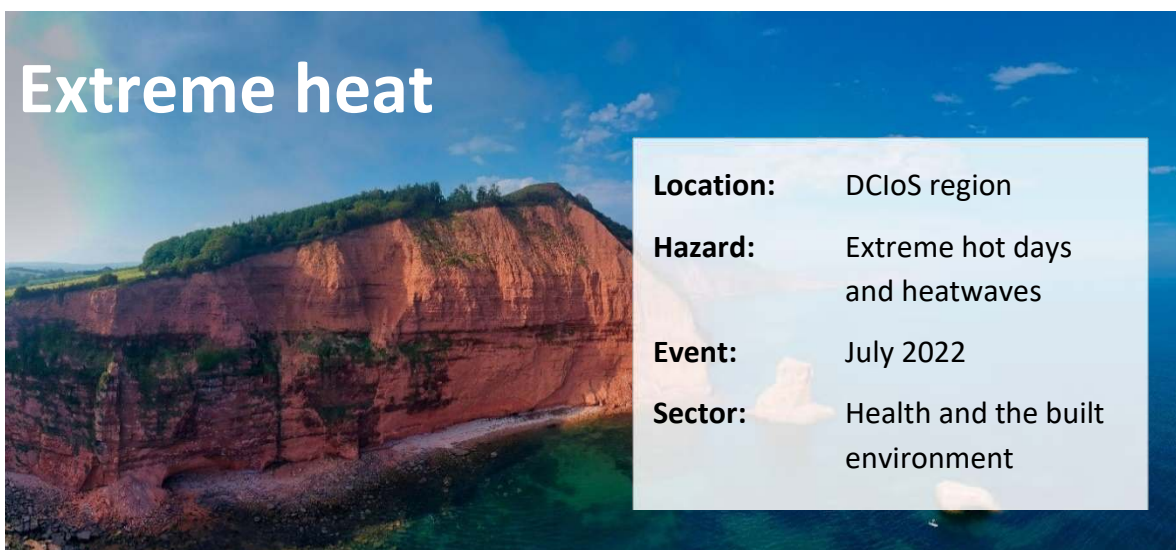 Extreme heat
Location: DCIoS region
Hazard: Extreme hot days
and heatwaves
Event: July 2022
Sector: Health and the built
environment